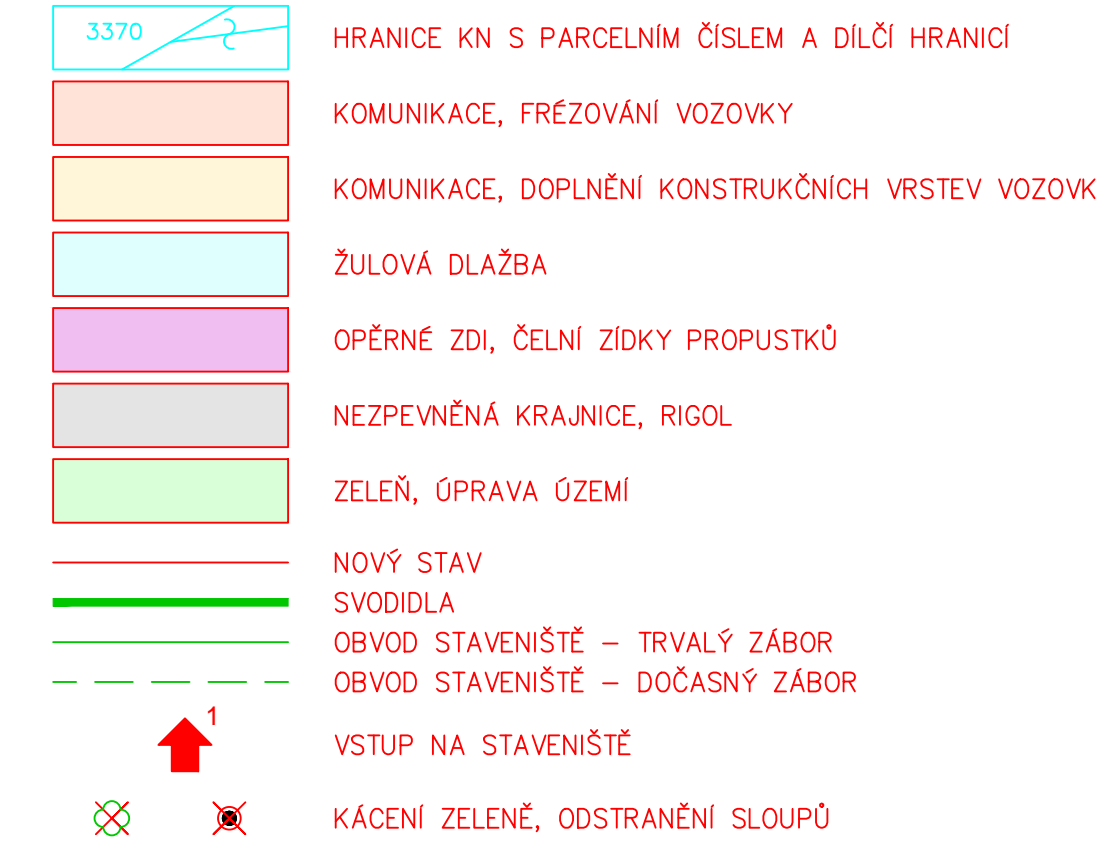 3370 HRANICE KN S PARCELNÍM ČÍSLEM A DÍLČÍ HRANICÍ
KOMUNIKACE, FRÉZOVÁNÍ VOZOVKY
KOMUNIKACE, DOPLNĚNÍ KONSTRUKČNÍCH VRSTEV VOZOVK
ŽULOVÁ DLAŽBA
OPĚRNÉ ZDI, ČELNÍ ZÍDKY PROPUSTKŮ
NEZPEVNĚNÁ KRAJNICE, RIGOL
ZELEŇ, ÚPRAVA ÚZEMÍ
NOVÝ STAV
SVODIDLA
OBVOD STAVENIŠTĚ – TRVALÝ ZÁBOR
OBVOD STAVENIŠTĚ – DOČASNÝ ZÁBOR
1
VSTUP NA STAVENIŠTĚ
KÁCENÍ ZELENĚ, ODSTRANĚNÍ SLOUPŮ